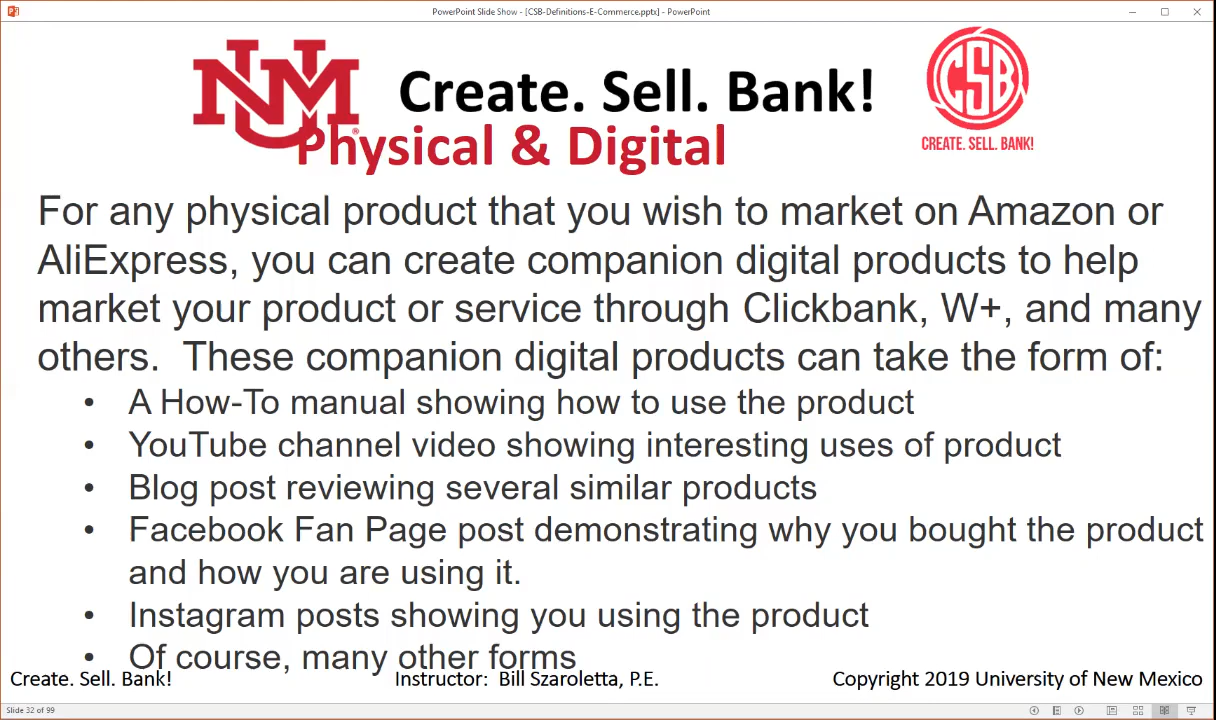 PowerPoint Slide Show - [CSB-Definitions-E-Commerce.pptx] - PowerPoint
UNM®
Create. Sell. Bank!
CSB
CREATE. SELL. BANK!
Physical & Digital
For any physical product that you wish to market on Amazon or
AliExpress, you can create companion digital products to help
market your product or service through Clickbank, W+, and many
others.  These companion digital products can take the form of:
• A How-To manual showing how to use the product
• YouTube channel video showing interesting uses of product
• Blog post reviewing several similar products
• Facebook Fan Page post demonstrating why you bought the product
and how you are using it.
• Instagram posts showing you using the product
• Of course, many other forms
Create. Sell. Bank!
Instructor:  Bill Szaroletta, P.E.
Copyright 2019 University of New Mexico
Slide 32 of 99